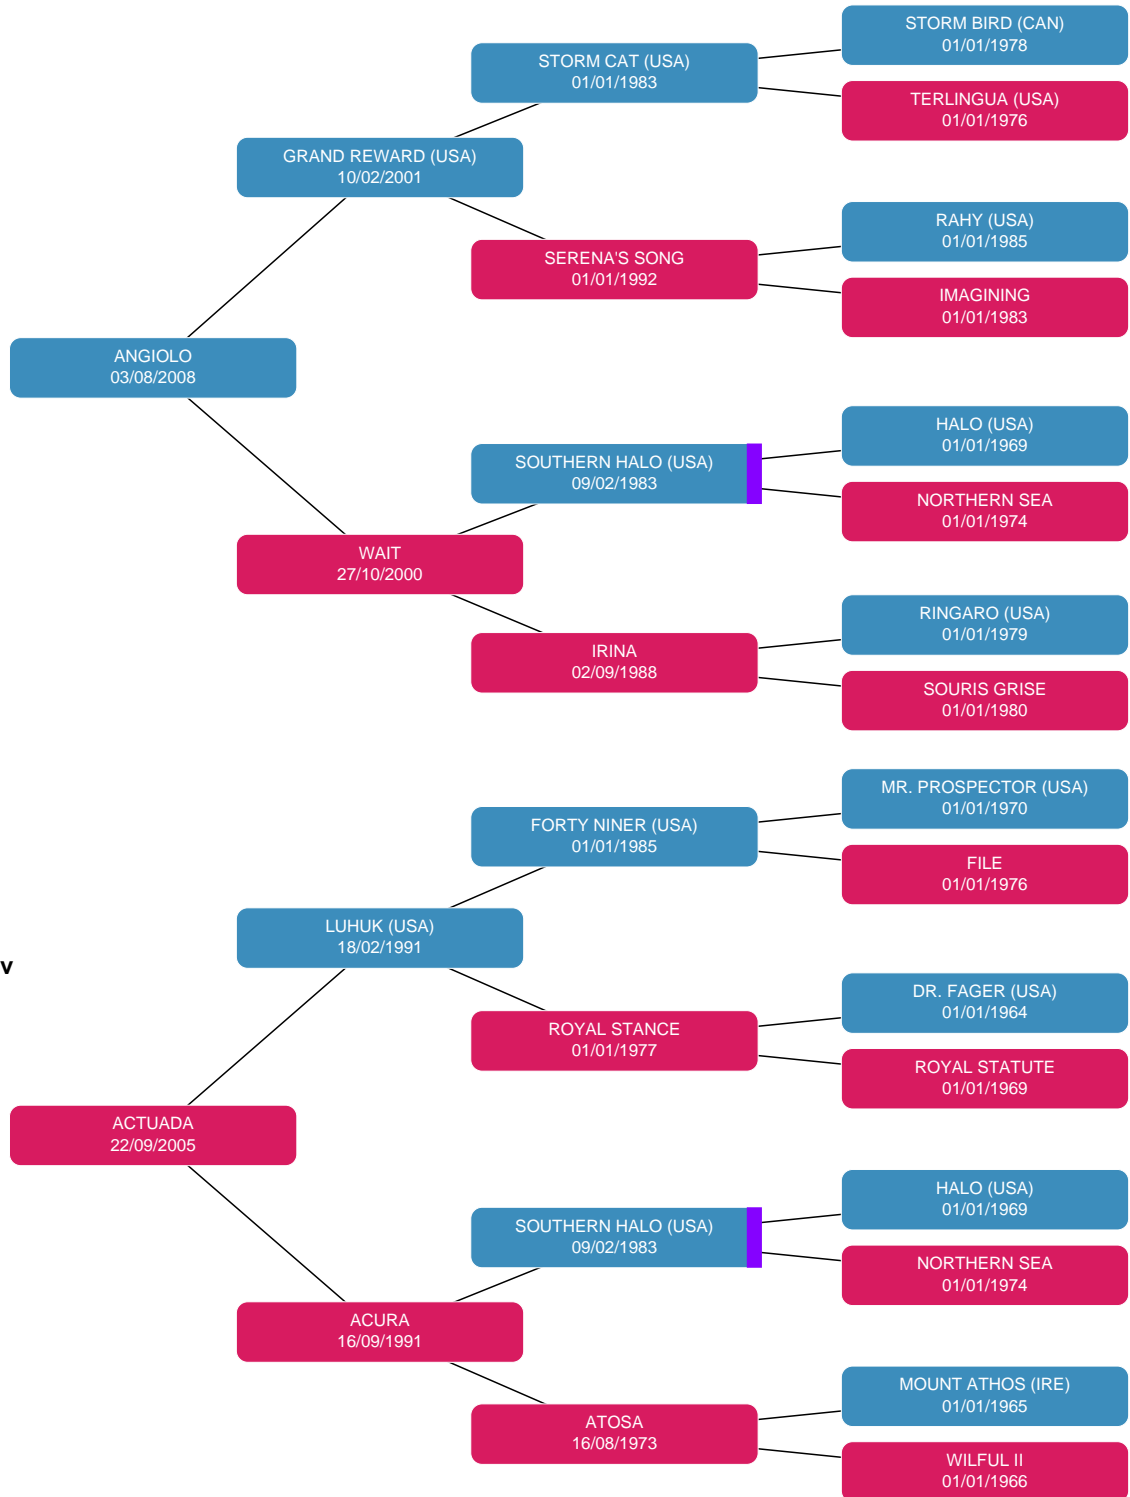 STORM BIRD (CAN)
01/01/1978
STORM CAT (USA)
01/01/1983
TERLINGUA (USA)
01/01/1976
GRAND REWARD (USA)
10/02/2001
RAHY (USA)
01/01/1985
SERENA'S SONG
01/01/1992
IMAGINING
01/01/1983
ANGIOLO
03/08/2008
HALO (USA)
01/01/1969
SOUTHERN HALO (USA)
09/02/1983
NORTHERN SEA
01/01/1974
WAIT
27/10/2000
RINGARO (USA)
01/01/1979
IRINA
02/09/1988
SOURIS GRISE
01/01/1980
MR. PROSPECTOR (USA)
01/01/1970
FORTY NINER (USA)
01/01/1985
FILE
01/01/1976
LUHUK (USA)
18/02/1991
v
DR. FAGER (USA)
01/01/1964
ROYAL STANCE
01/01/1977
ROYAL STATUTE
01/01/1969
ACTUADA
22/09/2005
HALO (USA)
01/01/1969
SOUTHERN HALO (USA)
09/02/1983
NORTHERN SEA
01/01/1974
ACURA
16/09/1991
MOUNT ATHOS (IRE)
01/01/1965
ATOSA
16/08/1973
WILFUL II
01/01/1966